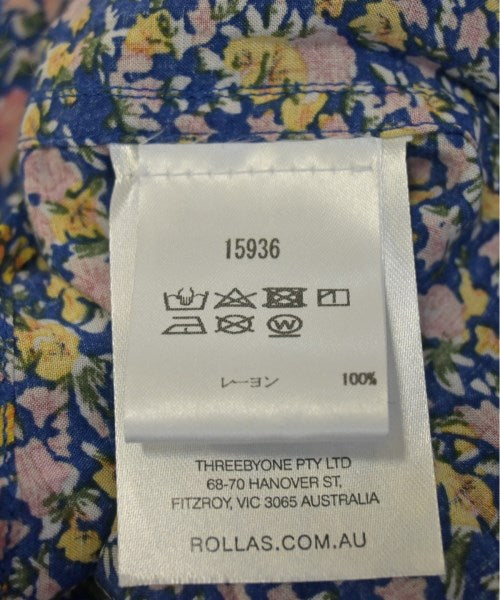 15936
W
レーヨン 100%
THREEBYONE PTY LTD
68-70 HANOVER ST,
FITZROY, VIC 3065 AUSTRALIA
ROLLAS.COM.AU